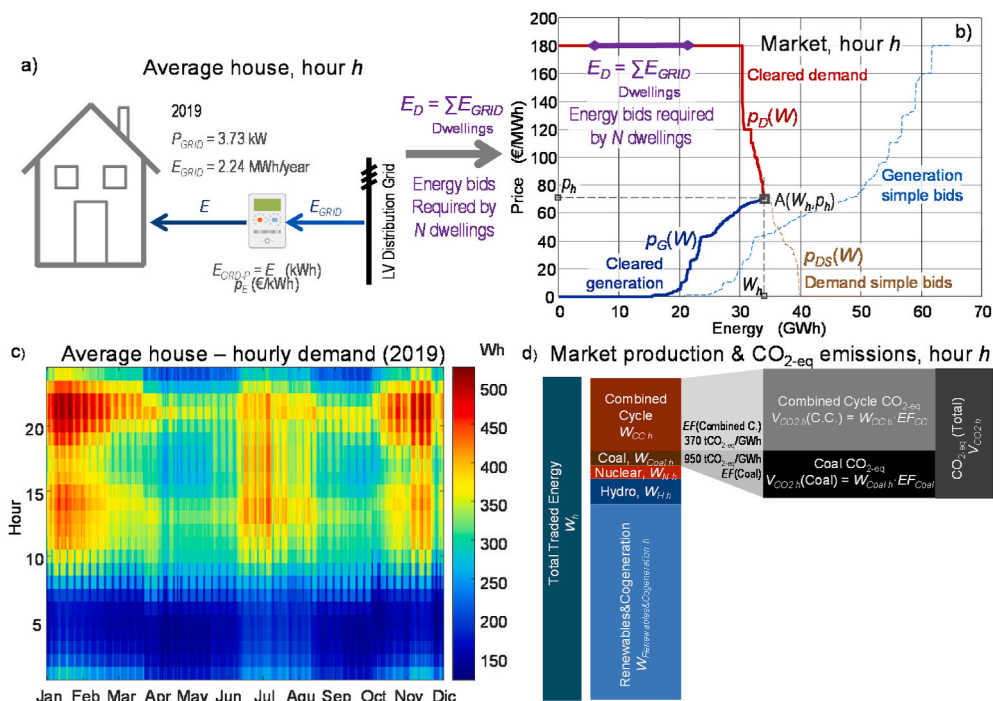 a)
Average house, hour h
2019
P_GRID = 3.73 kW
E_GRID = 2.24 MWh/year
E
E_GRID
E_GRD-P = E (kWh)
p_E (€/kWh)
LV Distribution Grid
E_D = ∑E_GRID
Dwellings
Energy bids
Required by
N dwellings
b)
Market, hour h
Price (€/MWh)
200
180
160
140
120
100
80
60
40
20
0
p_h
E_D = ∑E_GRID
Dwellings
Energy bids required
by N dwellings
Cleared demand
p_D(W)
Generation
simple bids
A(W_h,p_h)
p_G(W)
Cleared
generation
p_DS(W)
Demand simple bids
W_h
0 10 20 30 40 50 60 70
Energy (GWh)
c)
Average house – hourly demand (2019)
Wh
Hour
20
15
10
5
500
450
400
350
300
250
200
150
Jan Feb Mar Apr May Jun Jul Agu Sep Oct Nov Dic
d) Market production & CO2-eq emissions, hour h
Total Traded Energy
W_h
Combined
Cycle
W_CC h
Coal, W_Coal h
Nuclear, W_N h
Hydro, W_H h
Renewables&Cogeneration h
W_Renewables&Cogeneration h
EF(Combined C.)
370 tCO2-eq/GWh
950 tCO2-eq/GWh
EF(Coal)
Combined Cycle CO2-eq
V_CO2 h(C.C.) = W_CC h·EF_CC
Coal CO2-eq
V_CO2 h(Coal) = W_Coal h·EF_Coal
CO2-eq (Total)
V_CO2 h